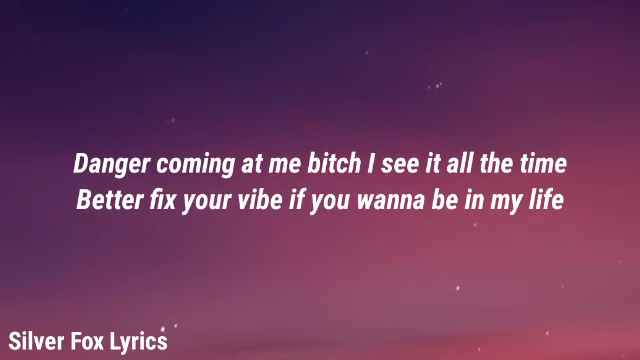 Danger coming at me bitch I see it all the time
Better fix your vibe if you wanna be in my life
Silver Fox Lyrics